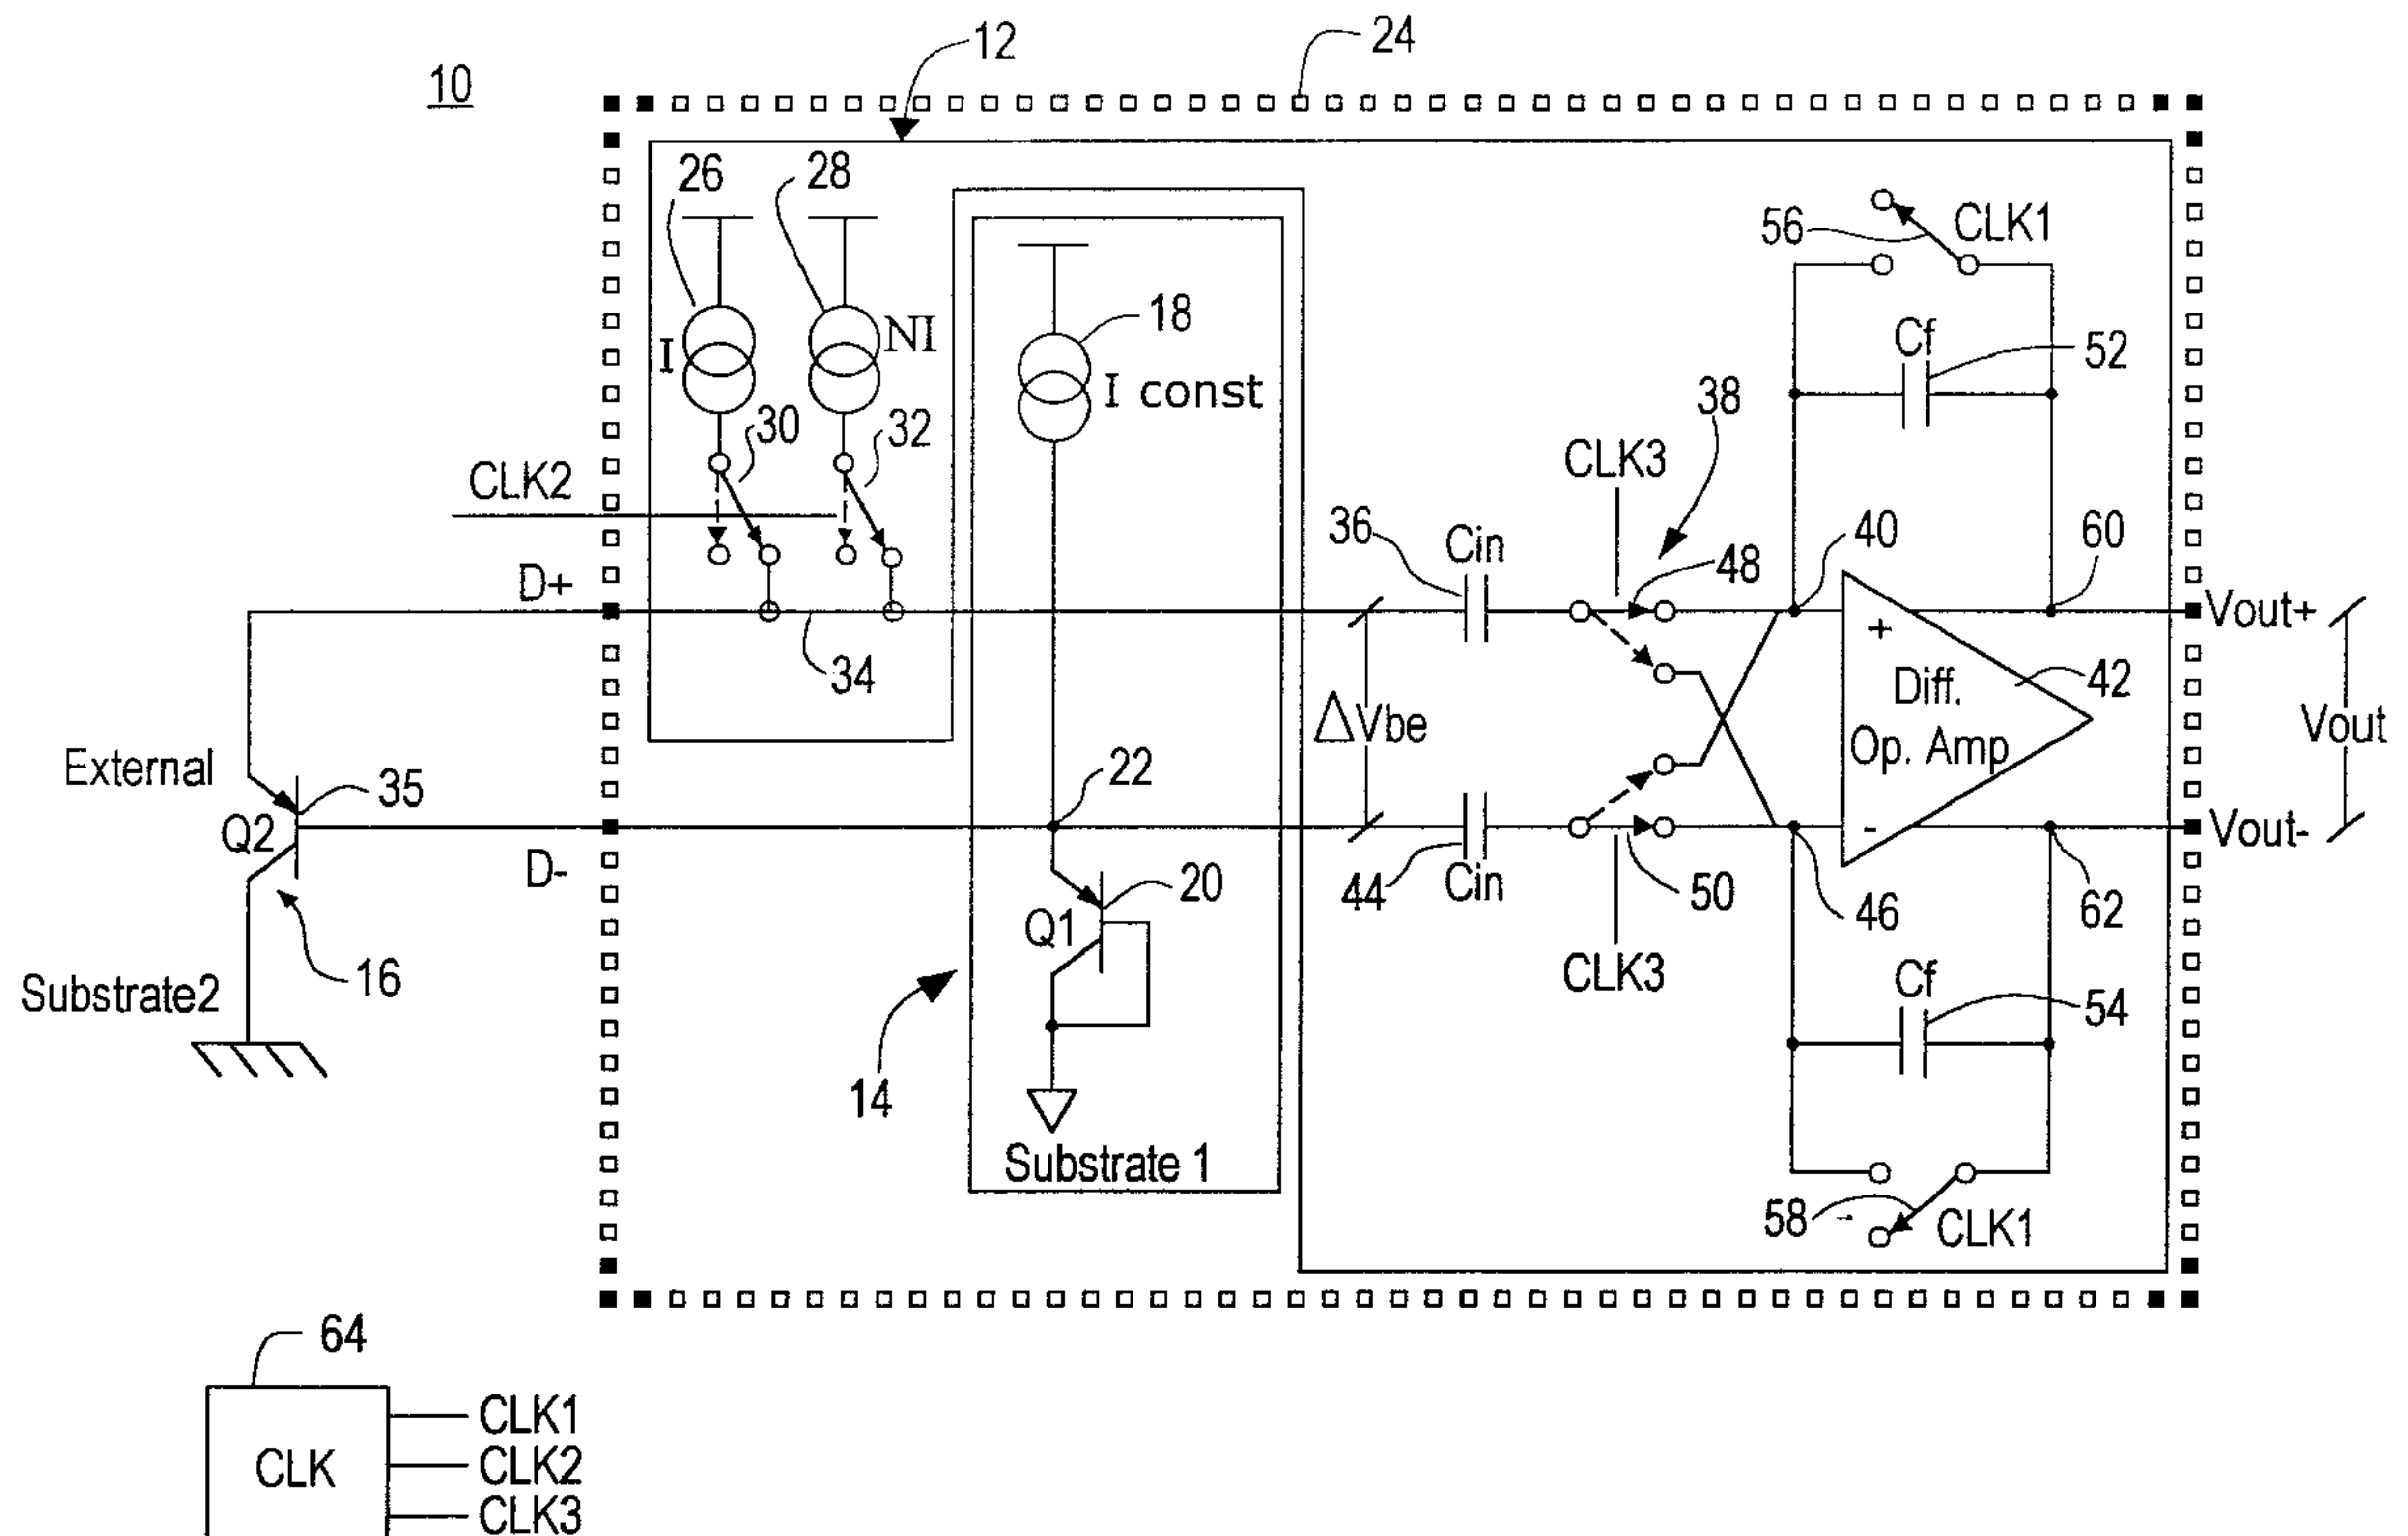 10
12
24
26
28
I
NI
18
I const
30
32
CLK2
D+
34
56
CLK1
Cf
52
38
CLK3
36
Cin
48
40
60
Vout+
+
Diff.
Op. Amp
42
Vout
ΔVbe
External
35
Q2
22
D-
-
Vout-
44
Cin
50
46
62
CLK3
Q1
20
16
Substrate2
14
Substrate 1
Cf
54
58
CLK1
64
CLK
CLK1
CLK2
CLK3